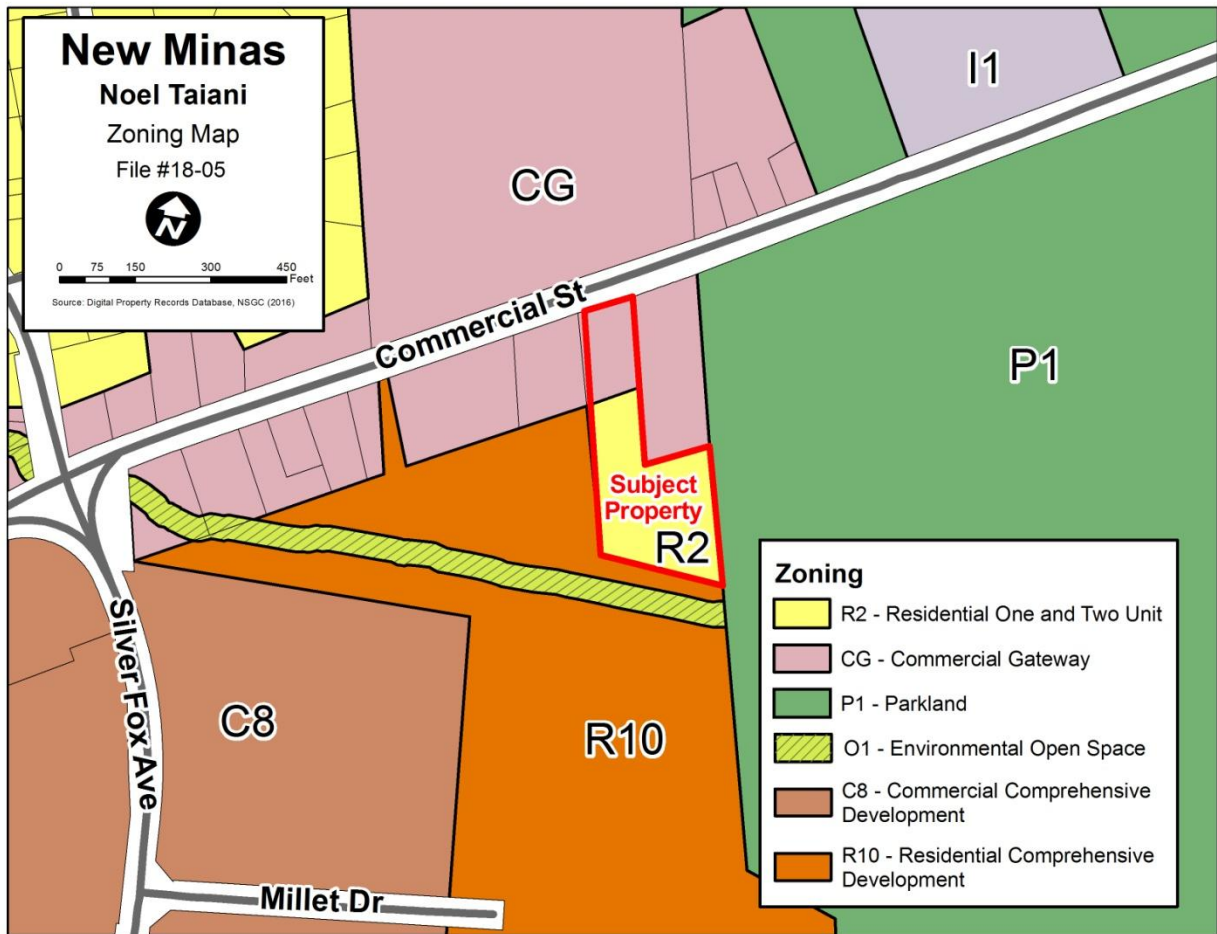 New Minas
Noel Taiani
Zoning Map
File #18-05
N
0 75 150 300 450
Feet
Source: Digital Property Records Database, NSGC (2016)
I1
CG
Commercial St
P1
Subject
Property
R2
Silver Fox Ave
C8
R10
Millet Dr
Zoning
R2 - Residential One and Two Unit
CG - Commercial Gateway
P1 - Parkland
O1 - Environmental Open Space
C8 - Commercial Comprehensive
Development
R10 - Residential Comprehensive
Development